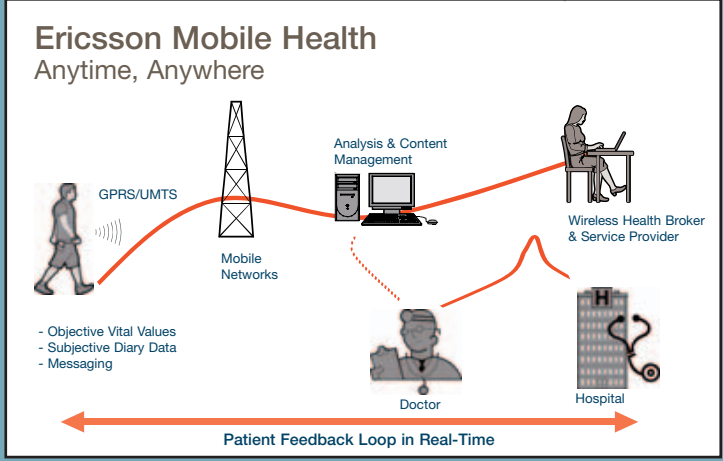 Ericsson Mobile Health
Anytime, Anywhere
Analysis & Content
Management
GPRS/UMTS
Wireless Health Broker
& Service Provider
Mobile
Networks
H
- Objective Vital Values
- Subjective Diary Data
- Messaging
Doctor
Hospital
Patient Feedback Loop in Real-Time